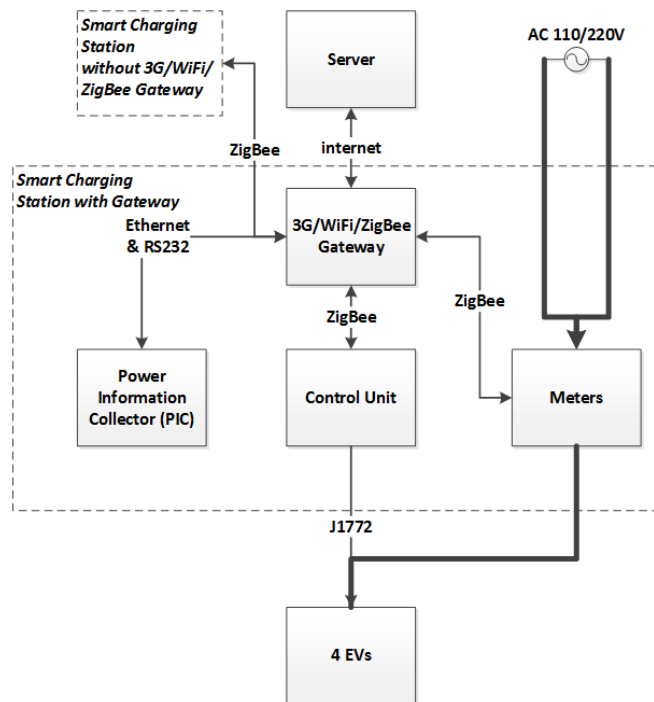 Smart Charging
Station
without 3G/WiFi/
ZigBee Gateway
Server
AC 110/220V
ZigBee
internet
Smart Charging
Station with Gateway
Ethernet
& RS232
3G/WiFi/ZigBee
Gateway
ZigBee
ZigBee
Power
Information
Collector (PIC)
Control Unit
Meters
J1772
4 EVs